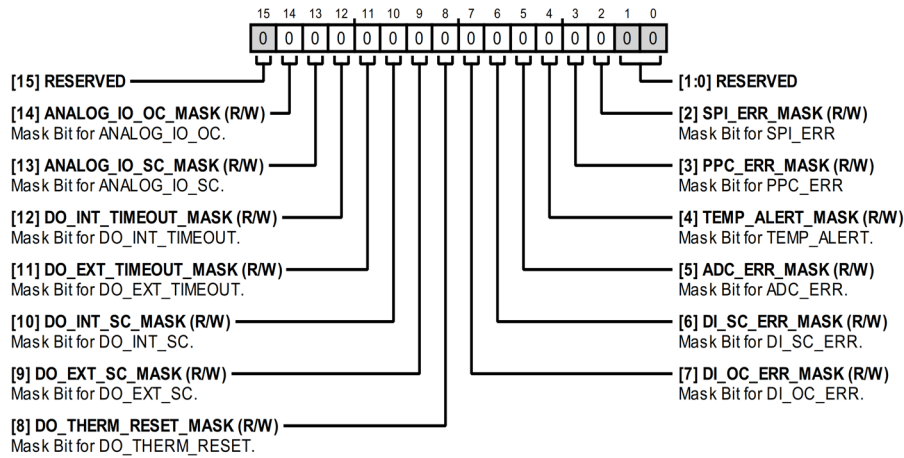 15 14 13 12 11 10 9 8 7 6 5 4 3 2 1 0
0 0 0 0 0 0 0 0 0 0 0 0 0 0 0 0
[15] RESERVED
[14] ANALOG_IO_OC_MASK (R/W)
Mask Bit for ANALOG_IO_OC.
[13] ANALOG_IO_SC_MASK (R/W)
Mask Bit for ANALOG_IO_SC.
[12] DO_INT_TIMEOUT_MASK (R/W)
Mask Bit for DO_INT_TIMEOUT.
[11] DO_EXT_TIMEOUT_MASK (R/W)
Mask Bit for DO_EXT_TIMEOUT.
[10] DO_INT_SC_MASK (R/W)
Mask Bit for DO_INT_SC.
[9] DO_EXT_SC_MASK (R/W)
Mask Bit for DO_EXT_SC.
[8] DO_THERM_RESET_MASK (R/W)
Mask Bit for DO_THERM_RESET.
[1:0] RESERVED
[2] SPI_ERR_MASK (R/W)
Mask Bit for SPI_ERR
[3] PPC_ERR_MASK (R/W)
Mask Bit for PPC_ERR
[4] TEMP_ALERT_MASK (R/W)
Mask Bit for TEMP_ALERT.
[5] ADC_ERR_MASK (R/W)
Mask Bit for ADC_ERR.
[6] DI_SC_ERR_MASK (R/W)
Mask Bit for DI_SC_ERR.
[7] DI_OC_ERR_MASK (R/W)
Mask Bit for DI_OC_ERR.